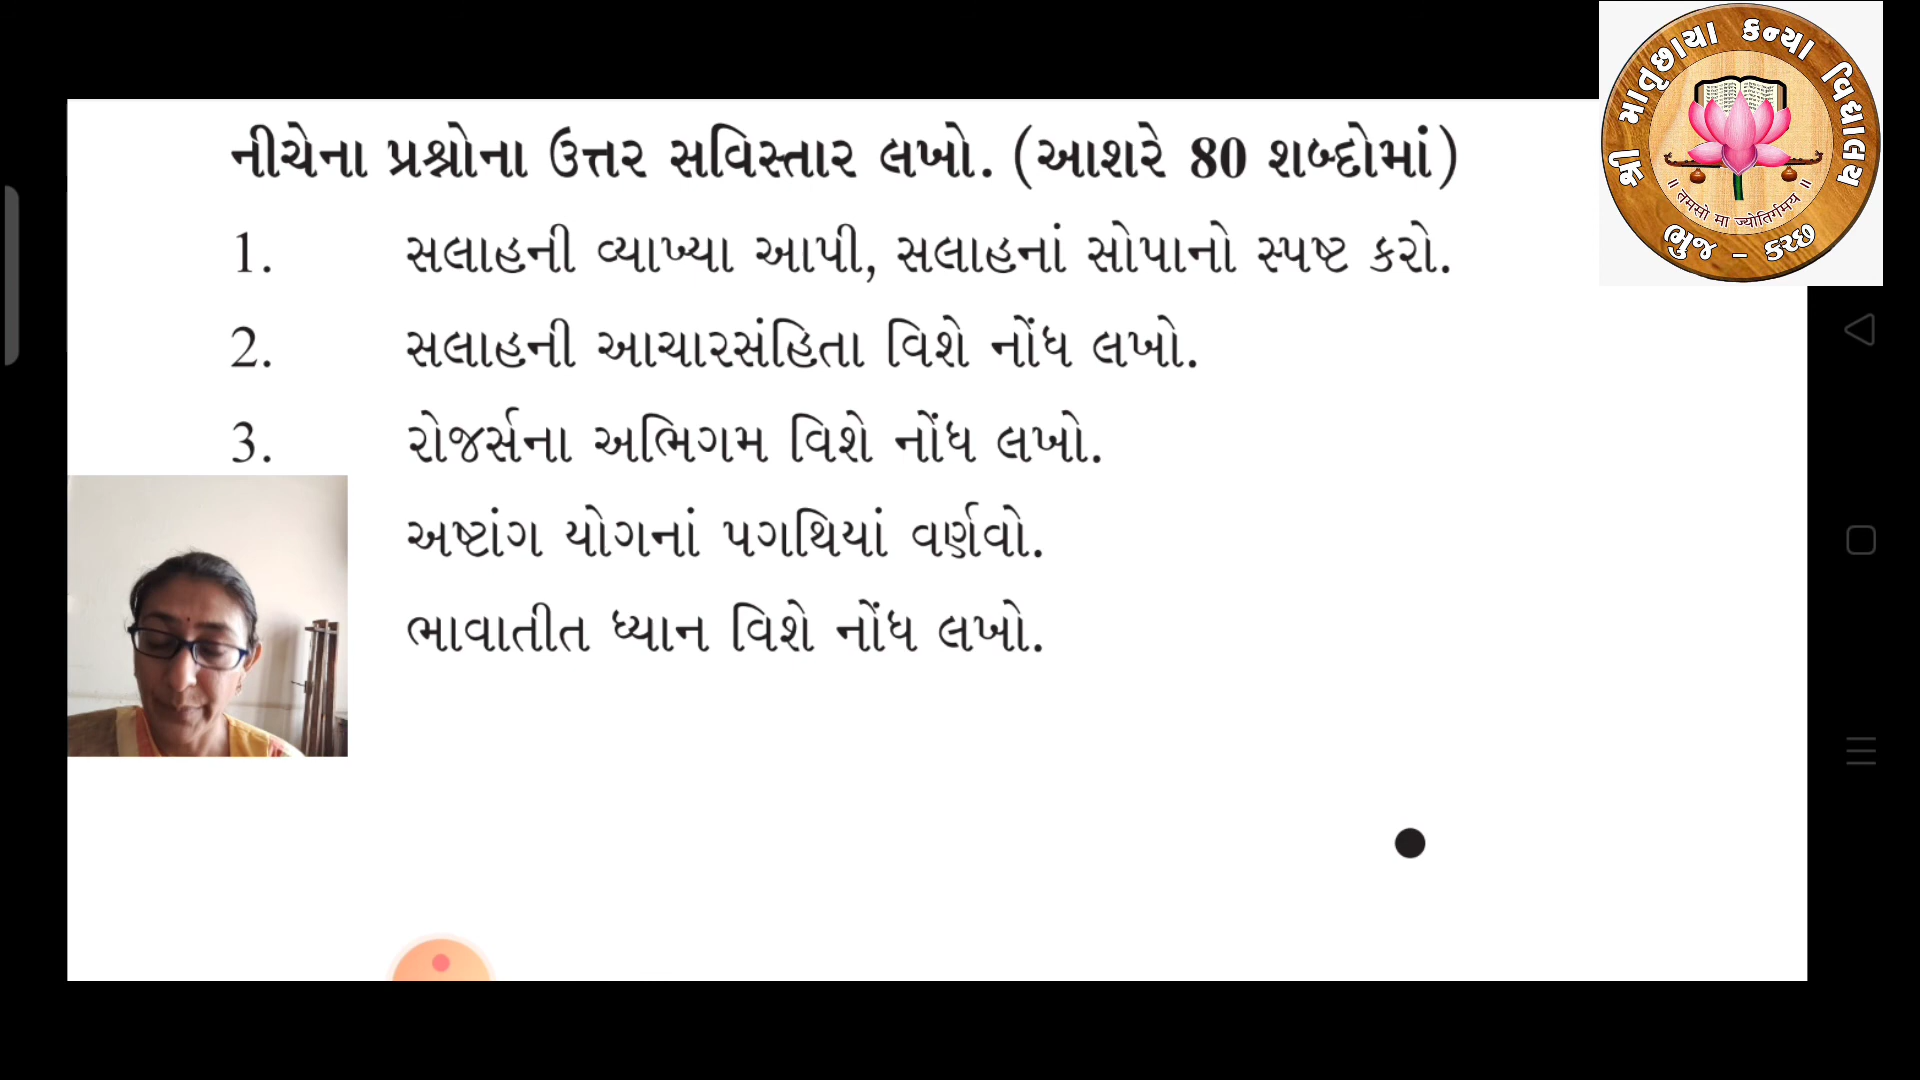 શ્રી માતૃછાયા કન્યા વિદ્યાલય
॥ तमसो मा ज्योतिर्गमय ॥
ભુજ – કચ્છ
નીચેના પ્રશ્નોના ઉત્તર સવિસ્તાર લખો. (આશરે 80 શબ્દોમાં)
1. સલાહની વ્યાખ્યા આપી, સલાહનાં સોપાનો સ્પષ્ટ કરો.
2. સલાહની આચારસંહિતા વિશે નોંધ લખો.
3. રોજર્સના અભિગમ વિશે નોંધ લખો.
અષ્ટાંગ યોગનાં પગથિયાં વર્ણવો.
ભાવાતીત ધ્યાન વિશે નોંધ લખો.